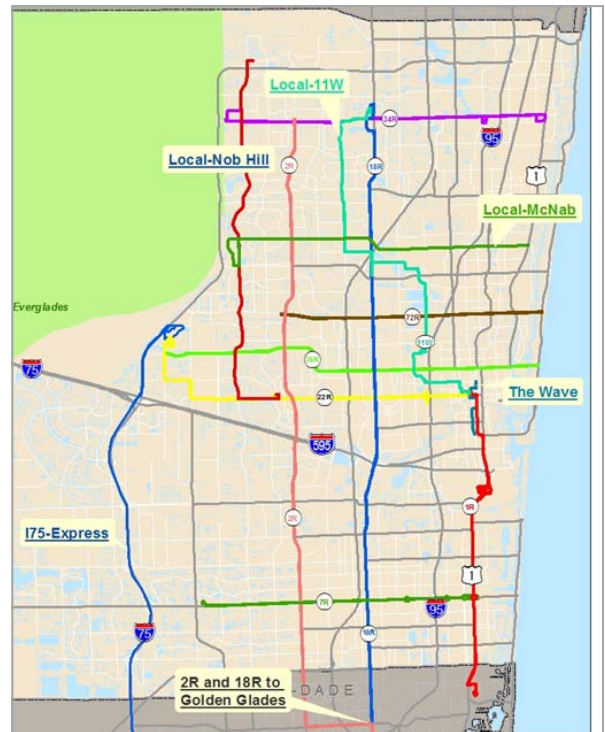 Local-11W
34R
95
2R
18R
Local-Nob Hill
1
Local-McNab
Everglades
72R
11W
75
36R
22R
The Wave
595
1R
2R
I75-Express
1
7R
95
75
18R
2R and 18R to
Golden Glades
-DADE